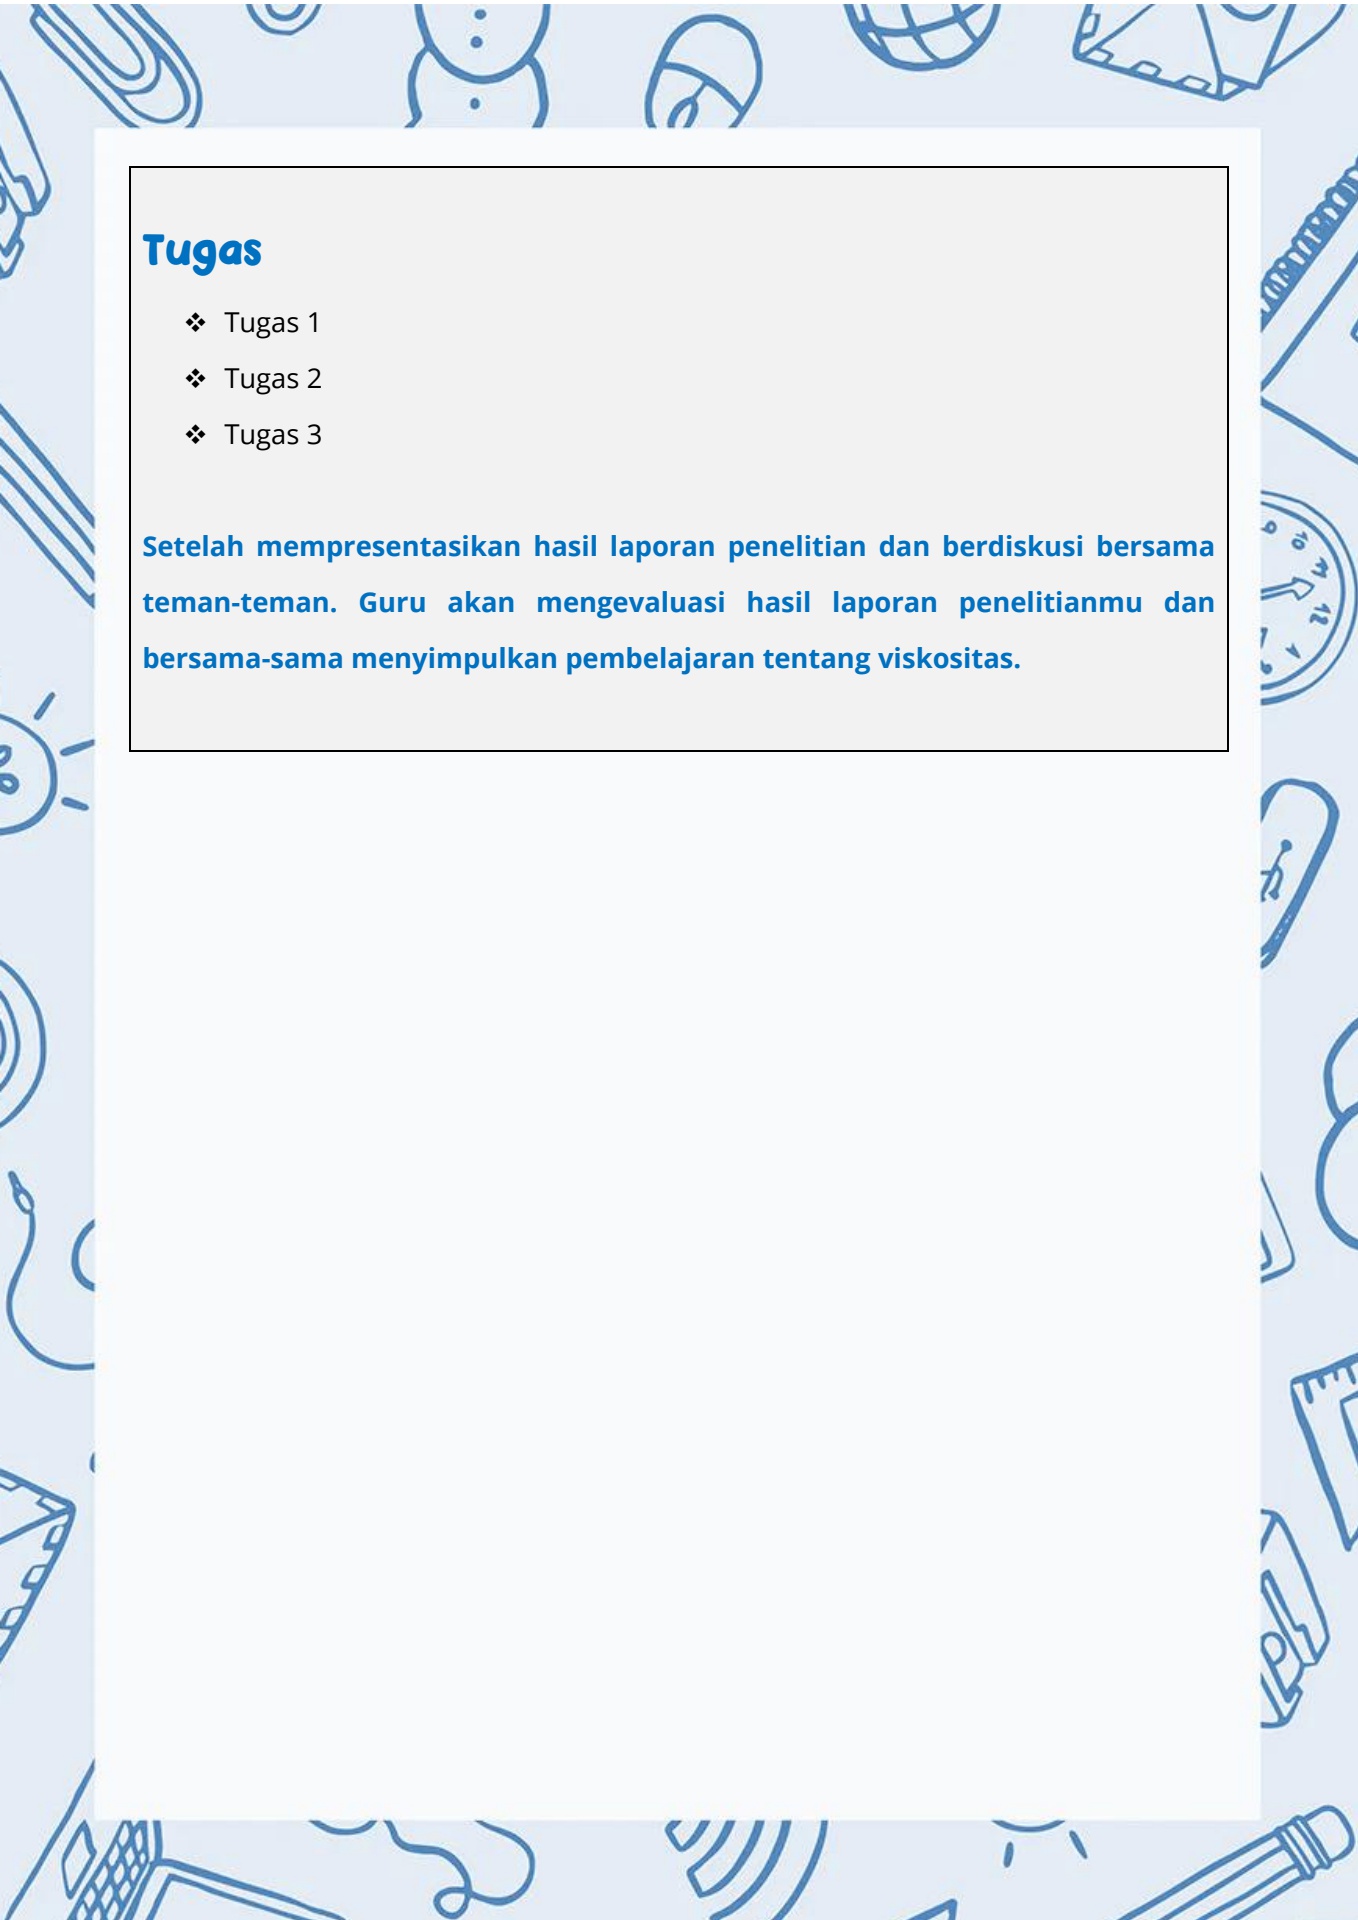 Tugas
❖ Tugas 1
❖ Tugas 2
❖ Tugas 3
Setelah mempresentasikan hasil laporan penelitian dan berdiskusi bersama
teman-teman. Guru akan mengevaluasi hasil laporan penelitianmu dan
bersama-sama menyimpulkan pembelajaran tentang viskositas.